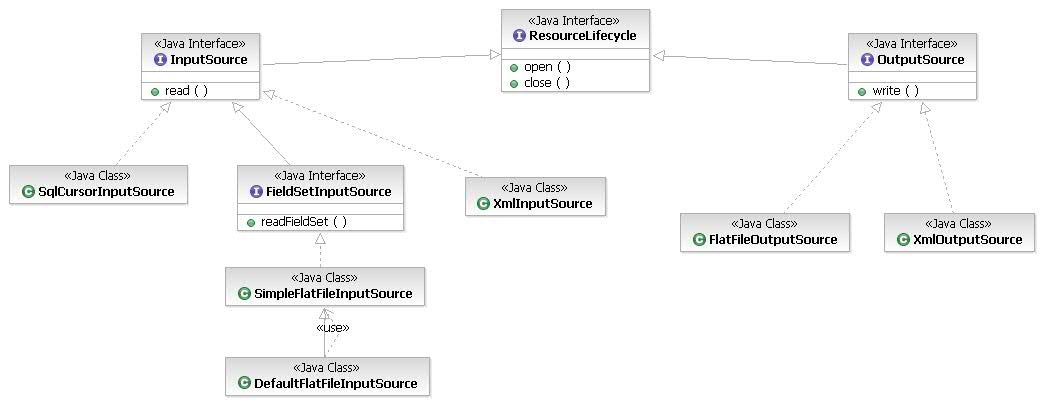 «Java Interface»
ResourceLifecycle
open ( )
close ( )
«Java Interface»
InputSource
read ( )
«Java Interface»
OutputSource
write ( )
«Java Class»
SqlCursorInputSource
«Java Interface»
FieldSetInputSource
readFieldSet ( )
«Java Class»
XmlInputSource
«Java Class»
FlatFileOutputSource
«Java Class»
XmlOutputSource
«Java Class»
SimpleFlatFileInputSource
«use»
«Java Class»
DefaultFlatFileInputSource